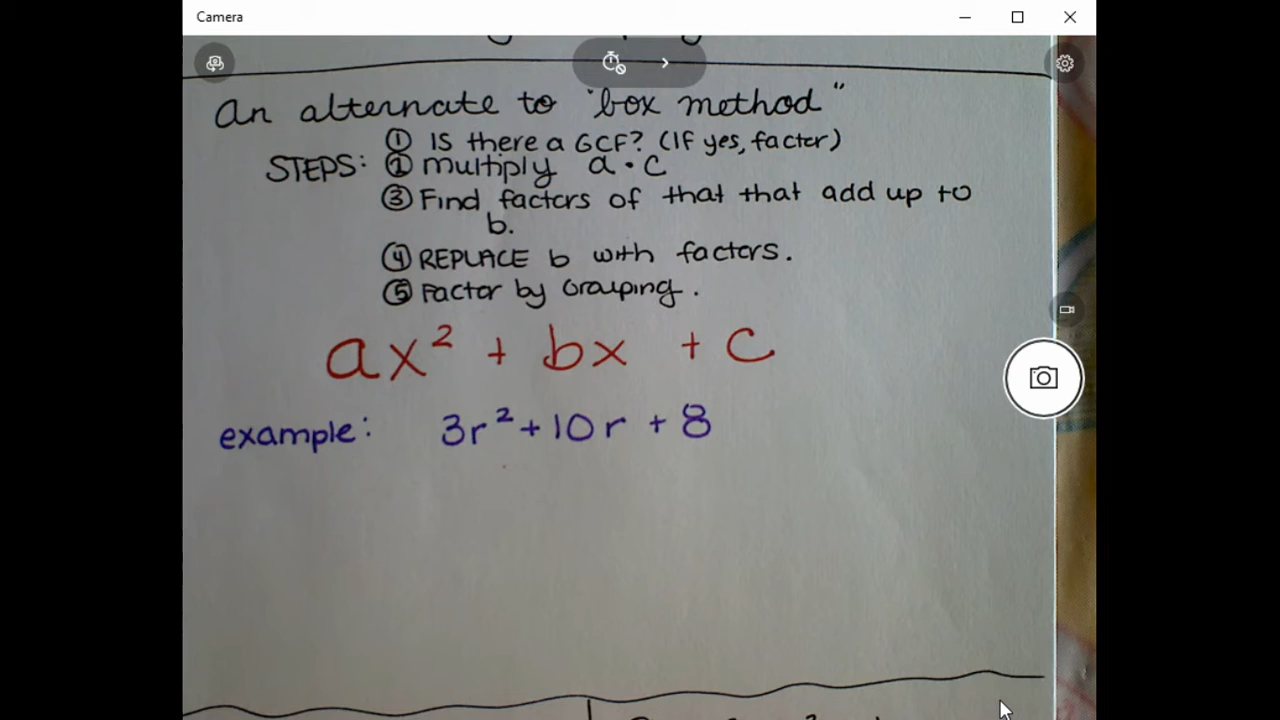 Camera
An alternate to "box method"
① IS there a GCF? (If yes, factor)
STEPS: ② multiply a · c
③ Find factors of that that add up to
b.
④ REPLACE b with factors.
⑤ Factor by Grouping.
ax² + bx + c
example: 3r² + 10r + 8